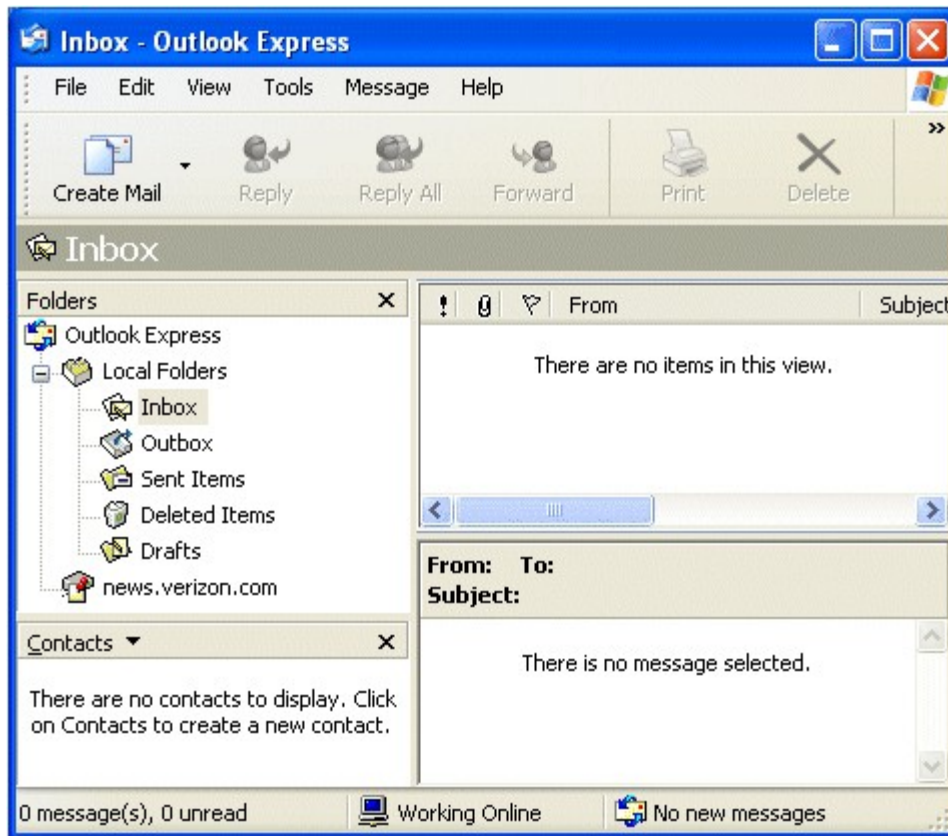 Inbox - Outlook Express
File Edit View Tools Message Help
Create Mail Reply Reply All Forward Print Delete »
Inbox
Folders
Outlook Express
Local Folders
Inbox
Outbox
Sent Items
Deleted Items
Drafts
news.verizon.com
Contacts
There are no contacts to display. Click
on Contacts to create a new contact.
From Subject
There are no items in this view.
From: To:
Subject:
There is no message selected.
0 message(s), 0 unread Working Online No new messages